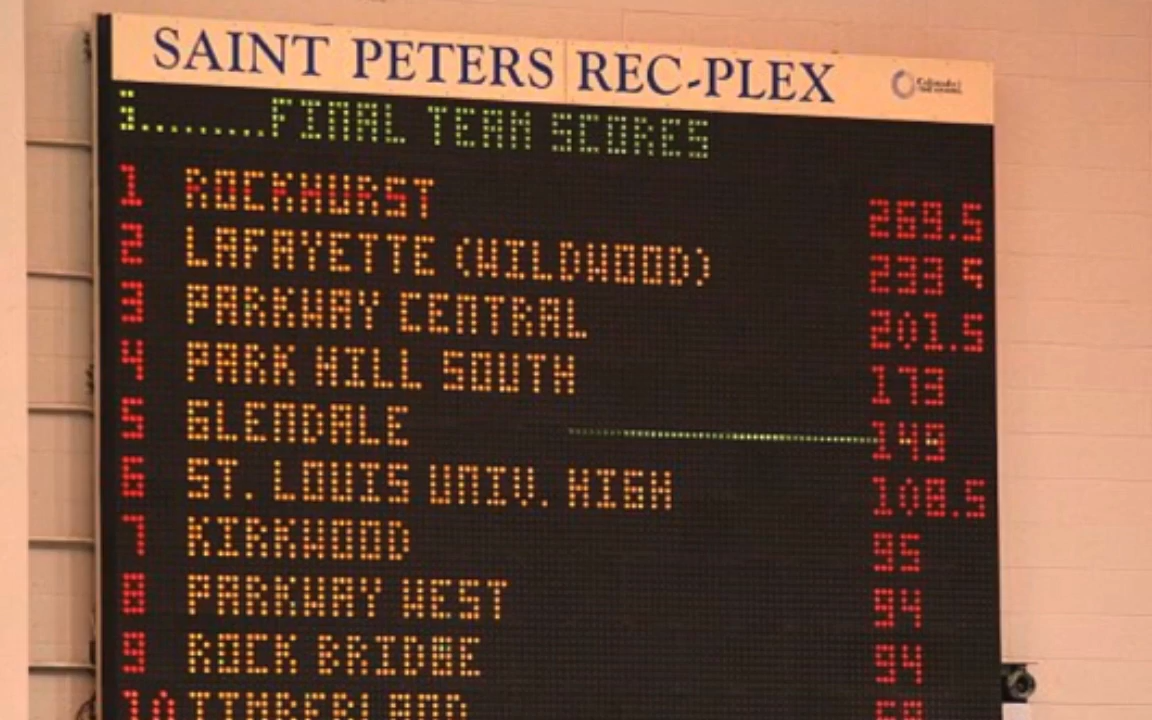 SAINT PETERS REC-PLEX
FINAL TEAM SCORES
1 ROCKHURST 269.5
2 LAFAYETTE (WILDWOOD)
3 PARKWAY CENTRAL 201.5
4 PARK HILL SOUTH 173
5 GLENDALE 149
6 ST. LOUIS UNIV. HIGH 108.5
7 KIRKWOOD 95
8 PARKWAY WEST 94
9 ROCK BRIDGE 94
10 TIMBERLAND